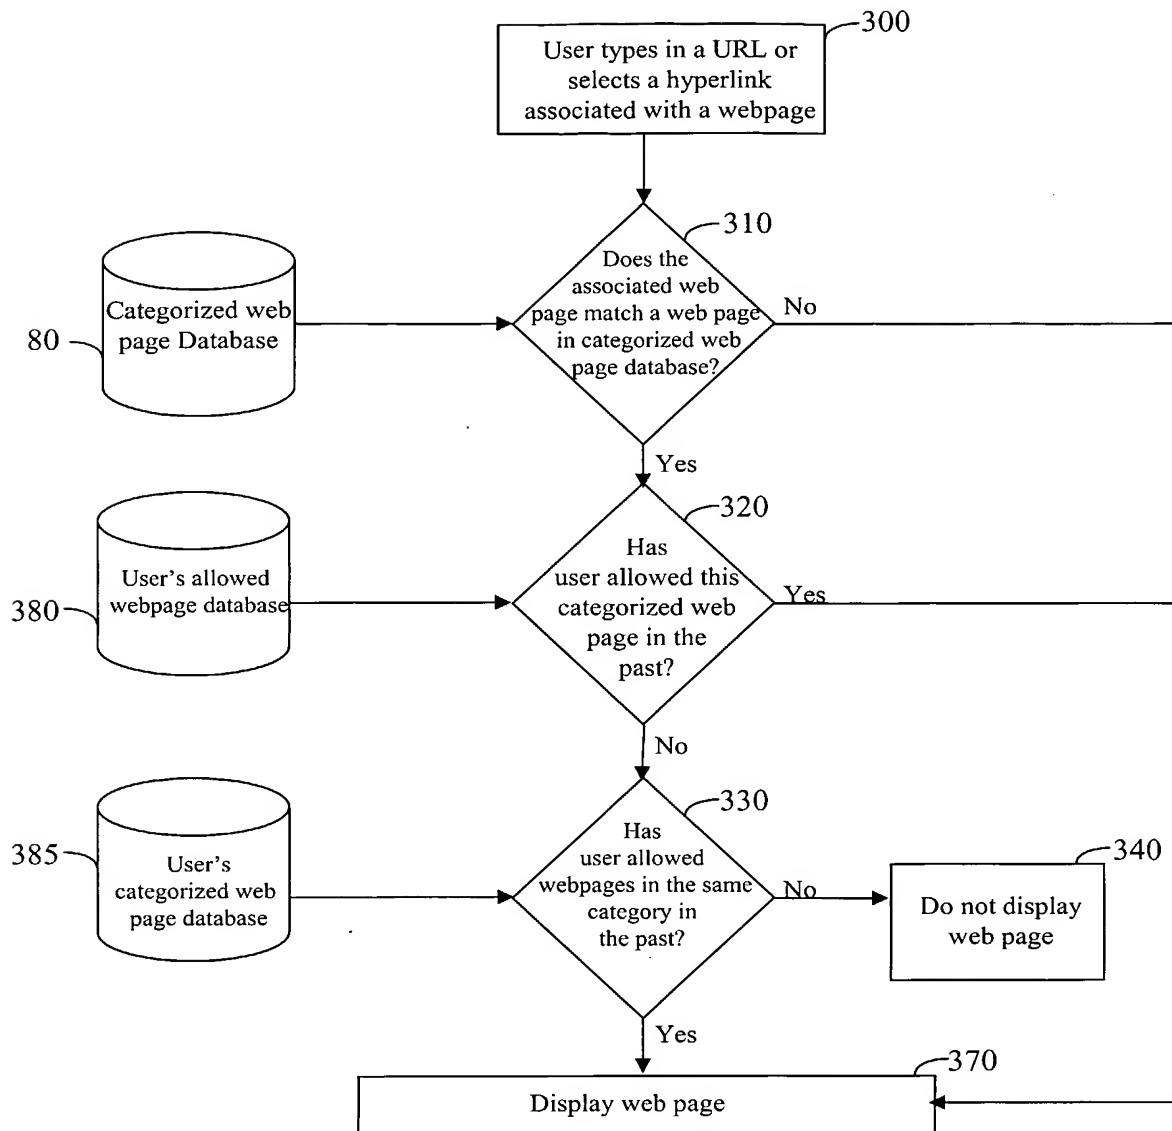 300
User types in a URL or
selects a hyperlink
associated with a webpage
310
Does the
associated web
page match a web page
in categorized web
page database?
No
Categorized web
page Database
80
Yes
320
Has
user allowed this
categorized web
page in the
past?
Yes
User's allowed
webpage database
380
No
330
Has
user allowed
webpages in the same
category in
the past?
No
340
Do not display
web page
385
User's
categorized web
page database
Yes
370
Display web page